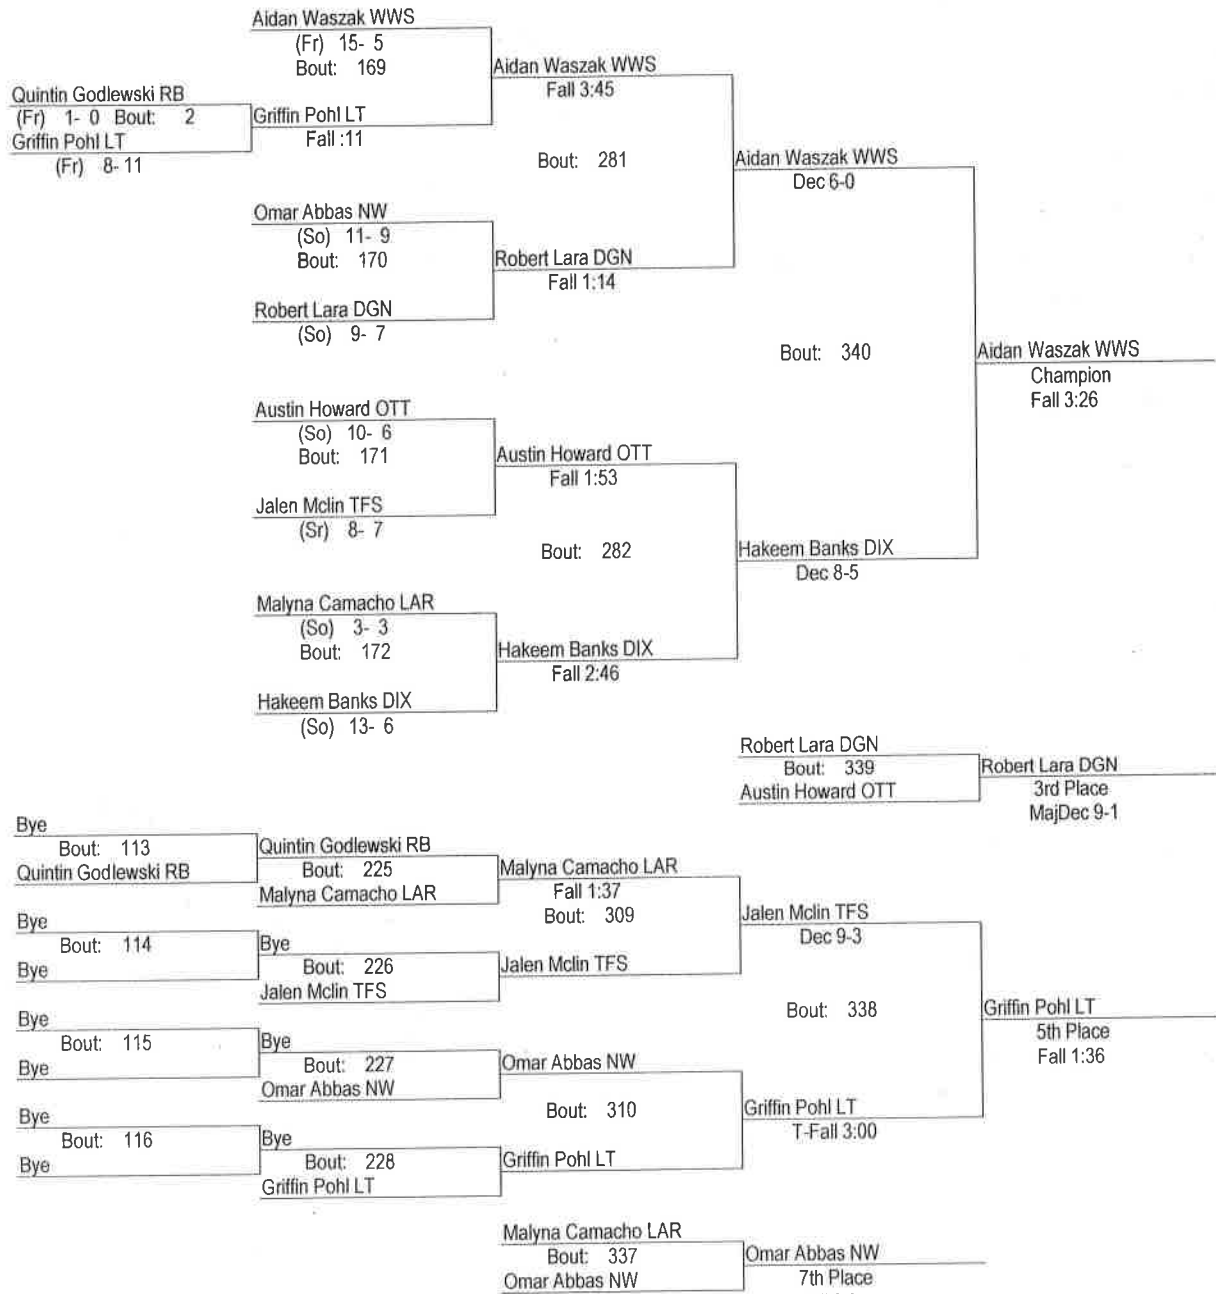 Aidan Waszak WWS
(Fr) 15- 5
Bout: 169
Aidan Waszak WWS
Fall 3:45
Quintin Godlewski RB
(Fr) 1- 0 Bout: 2
Griffin Pohl LT
(Fr) 8- 11
Griffin Pohl LT
Fall :11
Bout: 281
Aidan Waszak WWS
Dec 6-0
Omar Abbas NW
(So) 11- 9
Bout: 170
Robert Lara DGN
Fall 1:14
Robert Lara DGN
(So) 9- 7
Bout: 340
Aidan Waszak WWS
Champion
Fall 3:26
Austin Howard OTT
(So) 10- 6
Bout: 171
Austin Howard OTT
Fall 1:53
Jalen Mclin TFS
(Sr) 8- 7
Bout: 282
Hakeem Banks DIX
Dec 8-5
Malyna Camacho LAR
(So) 3- 3
Bout: 172
Hakeem Banks DIX
Fall 2:46
Hakeem Banks DIX
(So) 13- 6
Robert Lara DGN
Bout: 339
Austin Howard OTT
Robert Lara DGN
3rd Place
MajDec 9-1
Bye
Bout: 113
Quintin Godlewski RB
Quintin Godlewski RB
Bout: 225
Malyna Camacho LAR
Malyna Camacho LAR
Fall 1:37
Bout: 309
Jalen Mclin TFS
Dec 9-3
Bye
Bout: 114
Bye
Bye
Bout: 226
Jalen Mclin TFS
Jalen Mclin TFS
Bout: 338
Griffin Pohl LT
5th Place
Fall 1:36
Bye
Bout: 115
Bye
Bye
Bout: 227
Omar Abbas NW
Omar Abbas NW
Bout: 310
Griffin Pohl LT
T-Fall 3:00
Bye
Bout: 116
Bye
Bye
Bout: 228
Griffin Pohl LT
Griffin Pohl LT
Malyna Camacho LAR
Bout: 337
Omar Abbas NW
Omar Abbas NW
7th Place